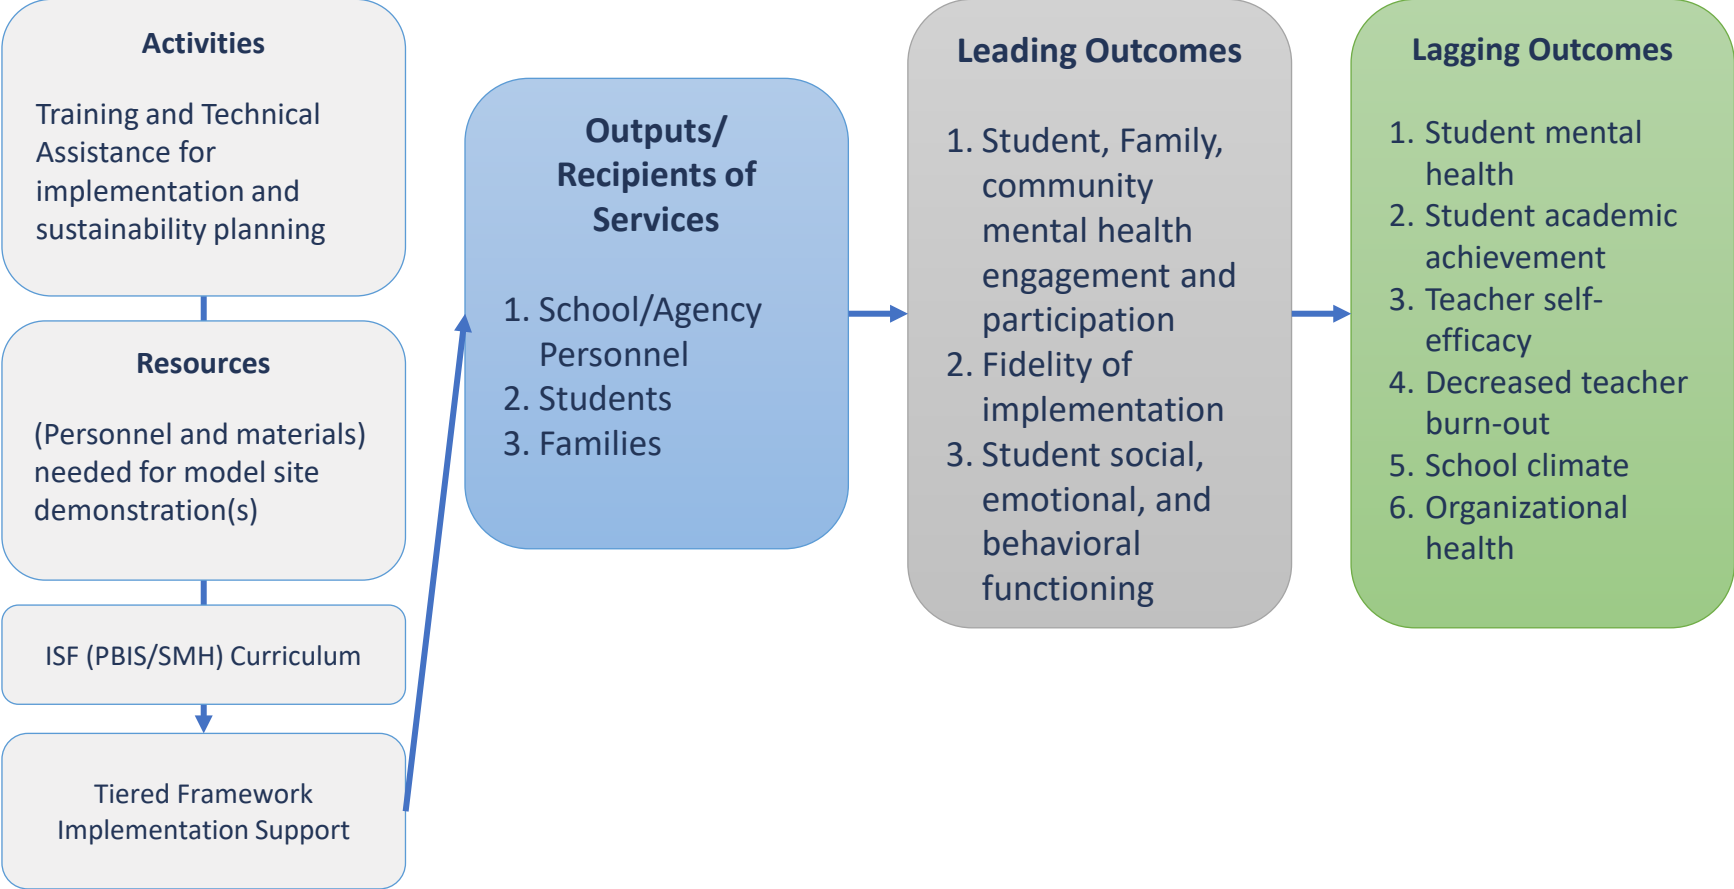 Activities
Training and Technical
Assistance for
implementation and
sustainability planning
Resources
(Personnel and materials)
needed for model site
demonstration(s)
ISF (PBIS/SMH) Curriculum
Tiered Framework
Implementation Support
Outputs/
Recipients of
Services
1. School/Agency
Personnel
2. Students
3. Families
Leading Outcomes
1. Student, Family,
community
mental health
engagement and
participation
2. Fidelity of
implementation
3. Student social,
emotional, and
behavioral
functioning
Lagging Outcomes
1. Student mental
health
2. Student academic
achievement
3. Teacher self-
efficacy
4. Decreased teacher
burn-out
5. School climate
6. Organizational
health